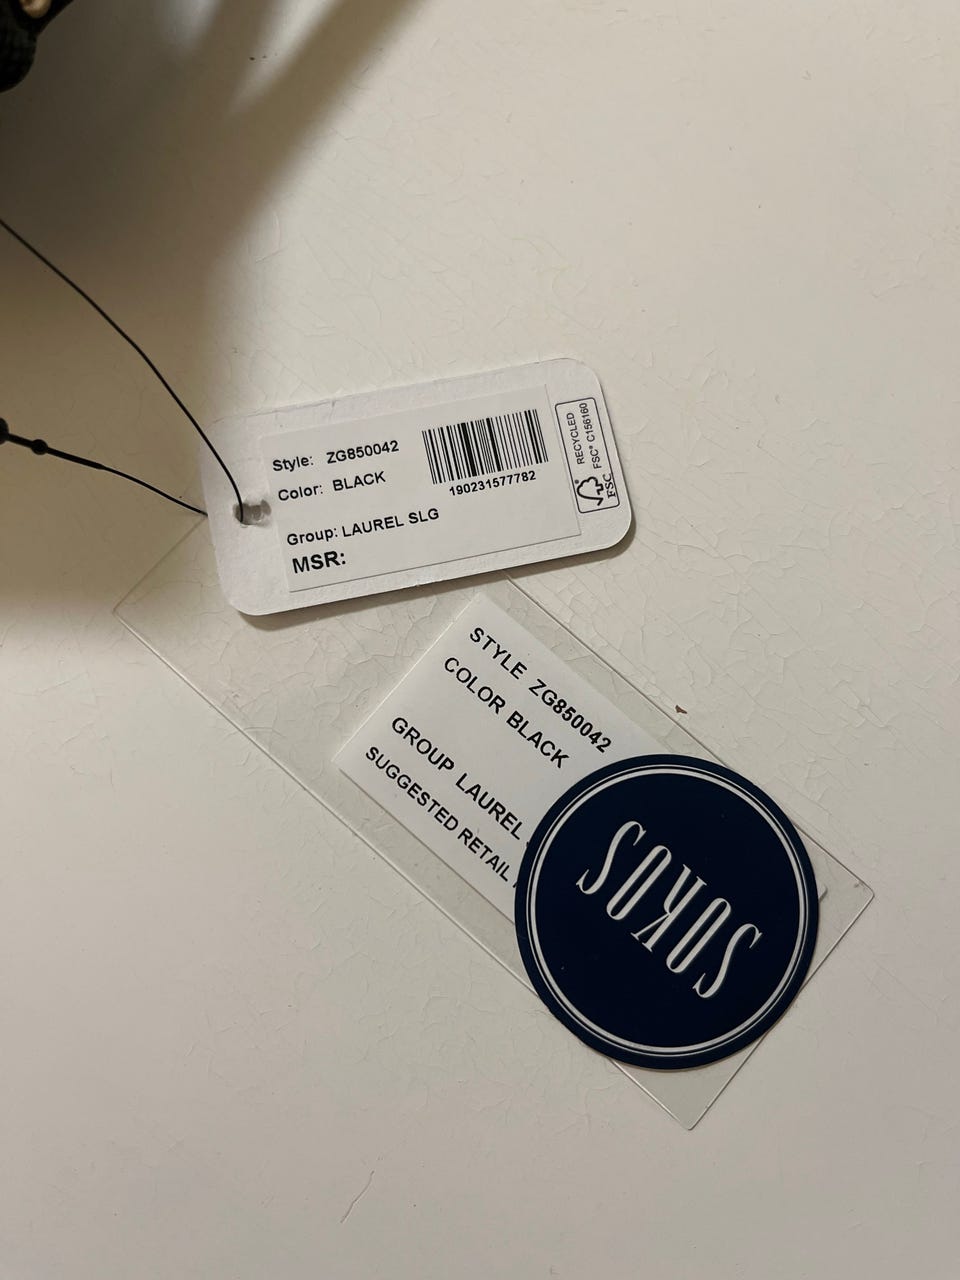 Style: ZG850042
Color: BLACK
190231577782
Group: LAUREL SLG
MSR:
RECYCLED
FSC® C156160
FSC
STYLE ZG850042
COLOR BLACK
GROUP LAUREL
SUGGESTED RETAIL
SOKOS